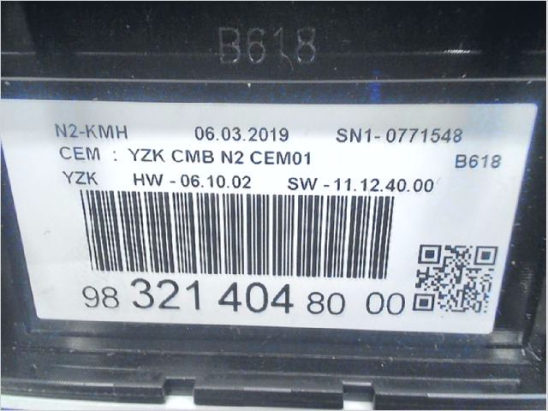 B618
N2-KMH 06.03.2019 SN1- 0771548
CEM : YZK CMB N2 CEM01 B618
YZK HW - 06.10.02 SW - 11.12.40.00
98 321 404 80 00